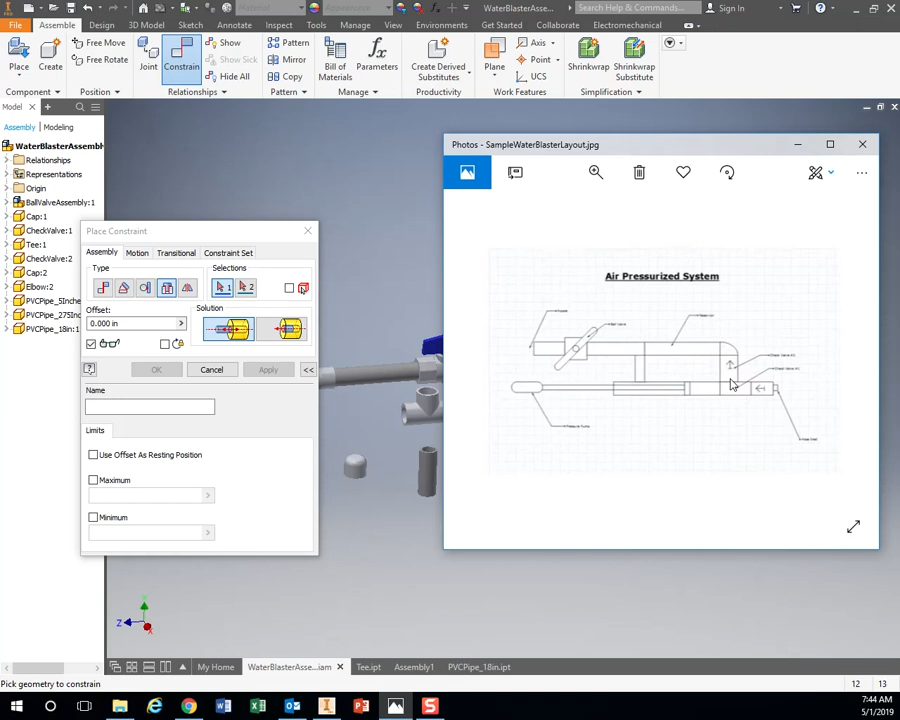 WaterBlasterAsse...
Search Help & Commands...
Sign In
File Assemble Design 3D Model Sketch Annotate Inspect Tools Manage View Environments Get Started Collaborate Electromechanical
Place Create Free Move Free Rotate Joint Constrain Show Show Sick Hide All Pattern Mirror Copy Bill of Materials Parameters Create Derived Substitutes Plane Axis Point UCS Shrinkwrap Shrinkwrap Substitute
Component Position Relationships Pattern Manage Productivity Work Features Simplification
Model
Assembly Modeling
WaterBlasterAssembl
Relationships
Representations
Origin
BallValveAssembly:1
Cap:1
CheckValve:1
Tee:1
CheckValve:2
Cap:2
Elbow:2
PVCPipe_5Inche
PVCPipe_275In
PVCPipe_18in:1
Place Constraint
Assembly Motion Transitional Constraint Set
Type Selections
1 2
Offset: Solution
0.000 in
OK Cancel Apply <<
Name
Limits
Use Offset As Resting Position
Maximum
Minimum
Photos - SampleWaterBlasterLayout.jpg
Air Pressurized System
My Home WaterBlasterAsse...iam Tee.ipt Assembly1 PVCPipe_18in.ipt
Pick geometry to constrain
12 13
7:44 AM
5/1/2019